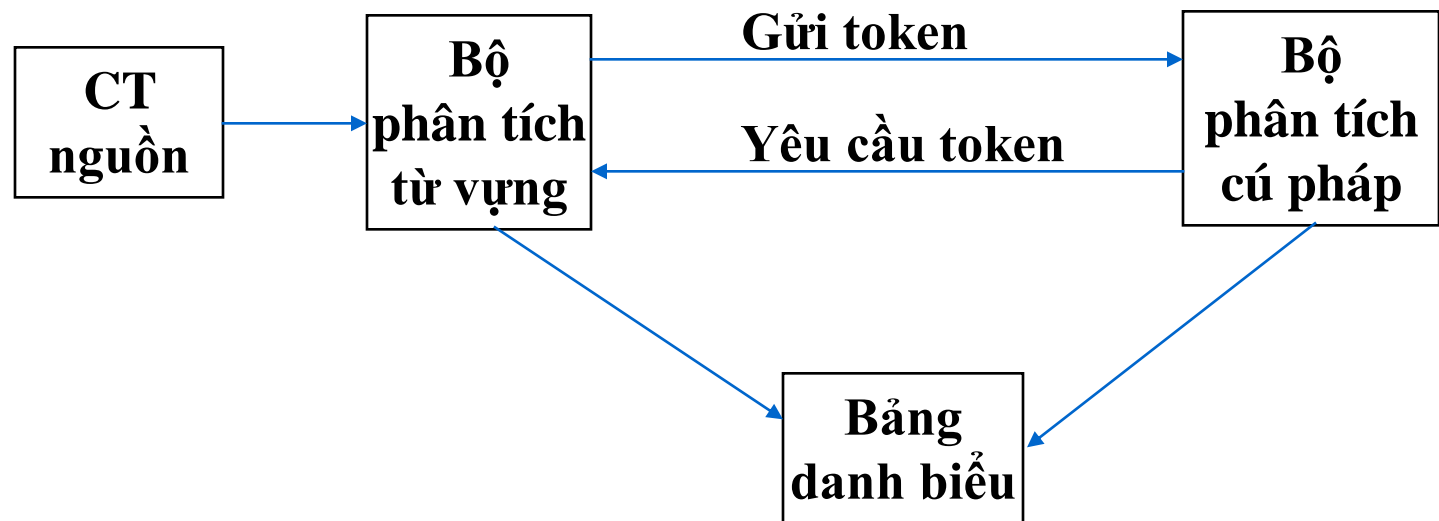 CT
nguồn
Bộ
phân tích
từ vựng
Gửi token
Yêu cầu token
Bộ
phân tích
cú pháp
Bảng
danh biểu